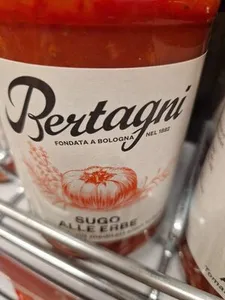 Bertagni
FONDATA A BOLOGNA NEL 1882
SUGO
ALLE ERBE